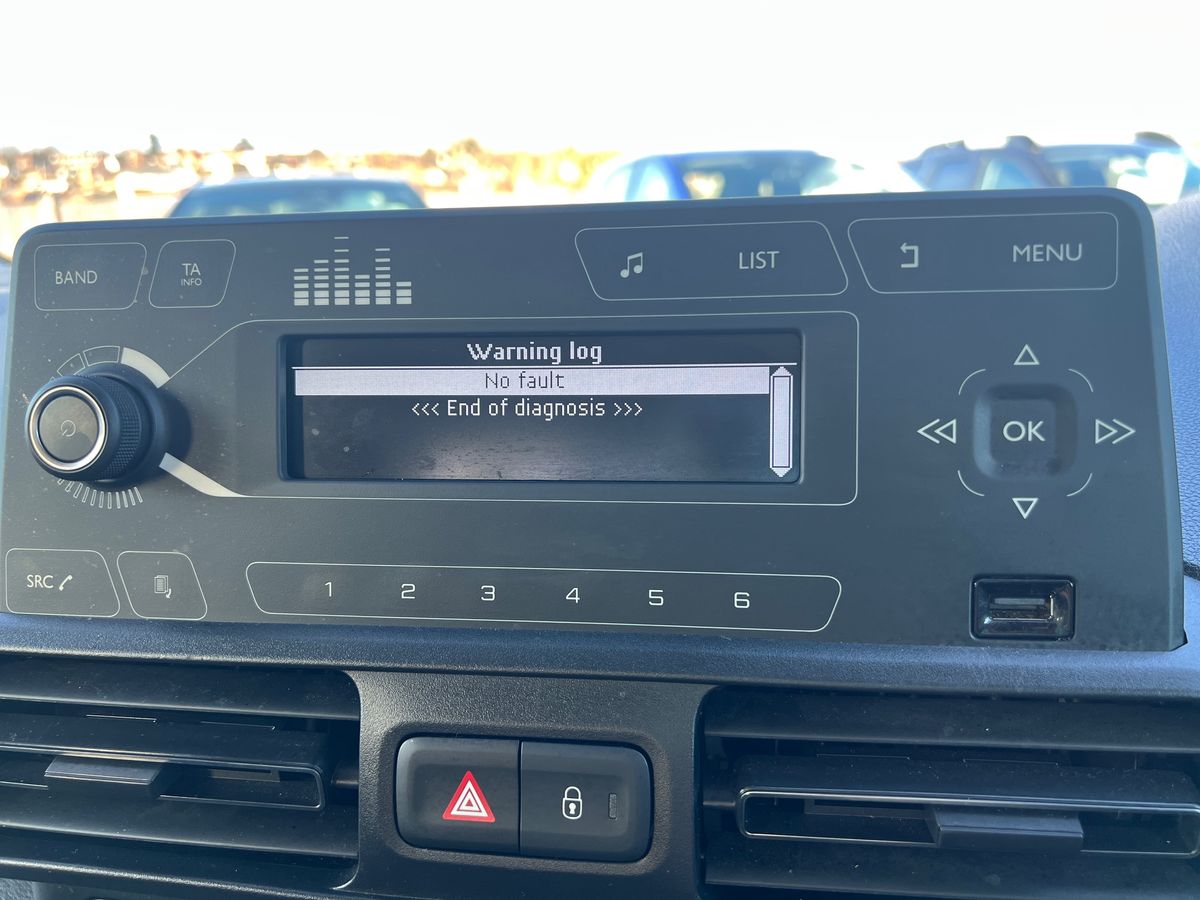 BAND
TA
INFO
LIST
MENU
Warning log
No fault
<<< End of diagnosis >>>
OK
SRC
1 2 3 4 5 6